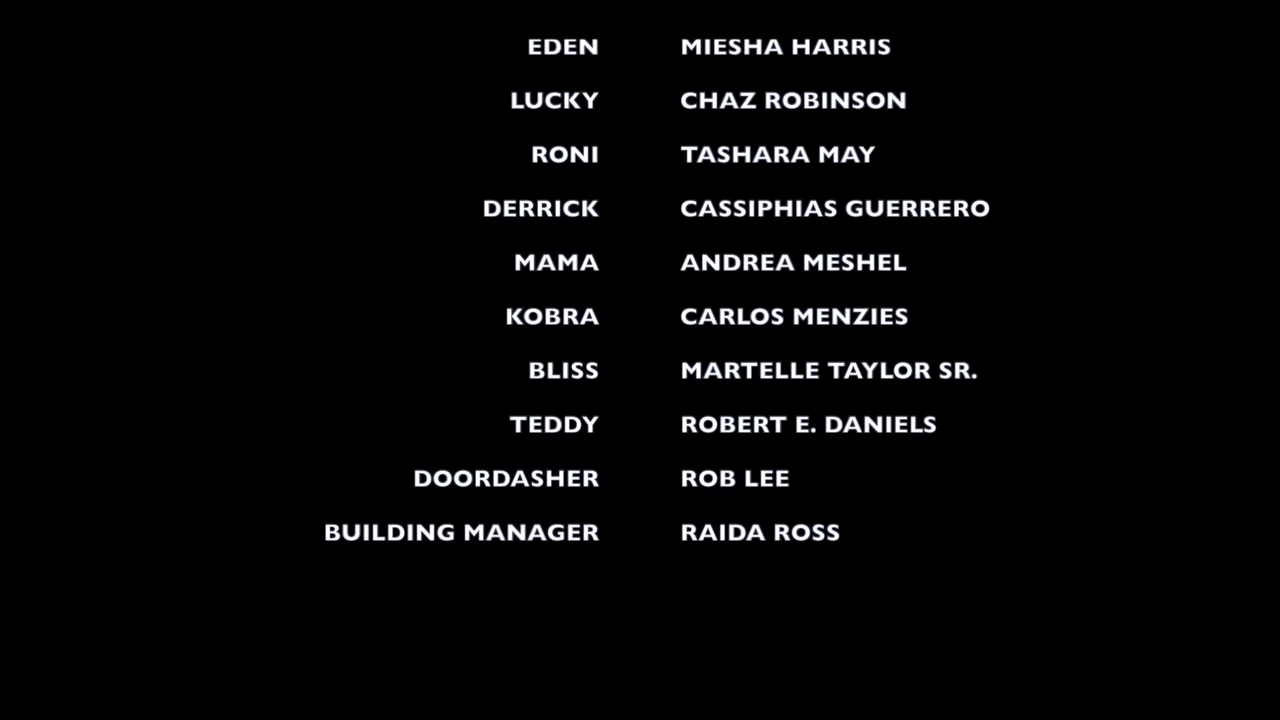 EDEN MIESHA HARRIS
LUCKY CHAZ ROBINSON
RONI TASHARA MAY
DERRICK CASSIPHIAS GUERRERO
MAMA ANDREA MESHEL
KOBRA CARLOS MENZIES
BLISS MARTELLE TAYLOR SR.
TEDDY ROBERT E. DANIELS
DOORDASHER ROB LEE
BUILDING MANAGER RAIDA ROSS